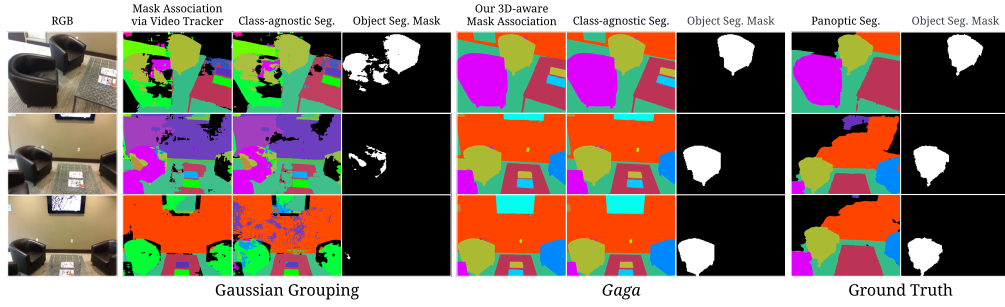 RGB
Mask Association
via Video Tracker
Class-agnostic Seg.
Object Seg. Mask
Our 3D-aware
Mask Association
Class-agnostic Seg.
Object Seg. Mask
Panoptic Seg.
Object Seg. Mask
Gaussian Grouping
Gaga
Ground Truth